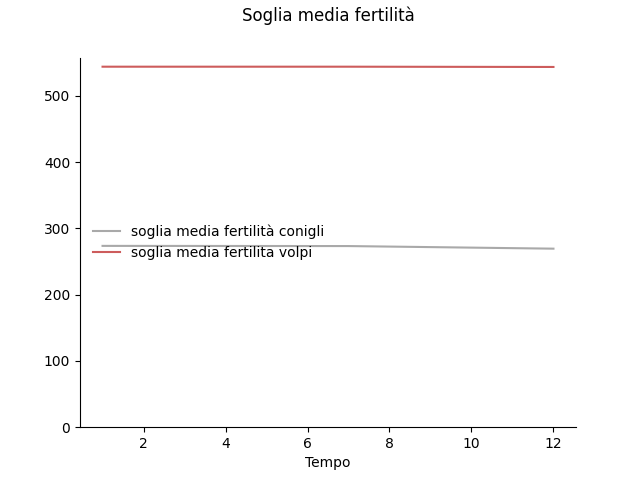 Soglia media fertilità
500
400
300
200
100
0
soglia media fertilità conigli
soglia media fertilita volpi
2 4 6 8 10 12
Tempo